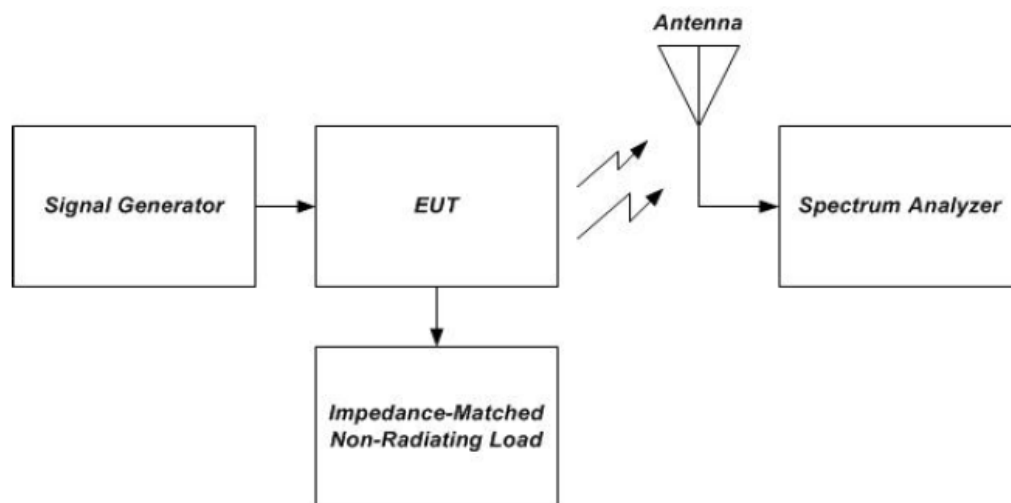 Antenna
Signal Generator
EUT
Spectrum Analyzer
Impedance-Matched
Non-Radiating Load